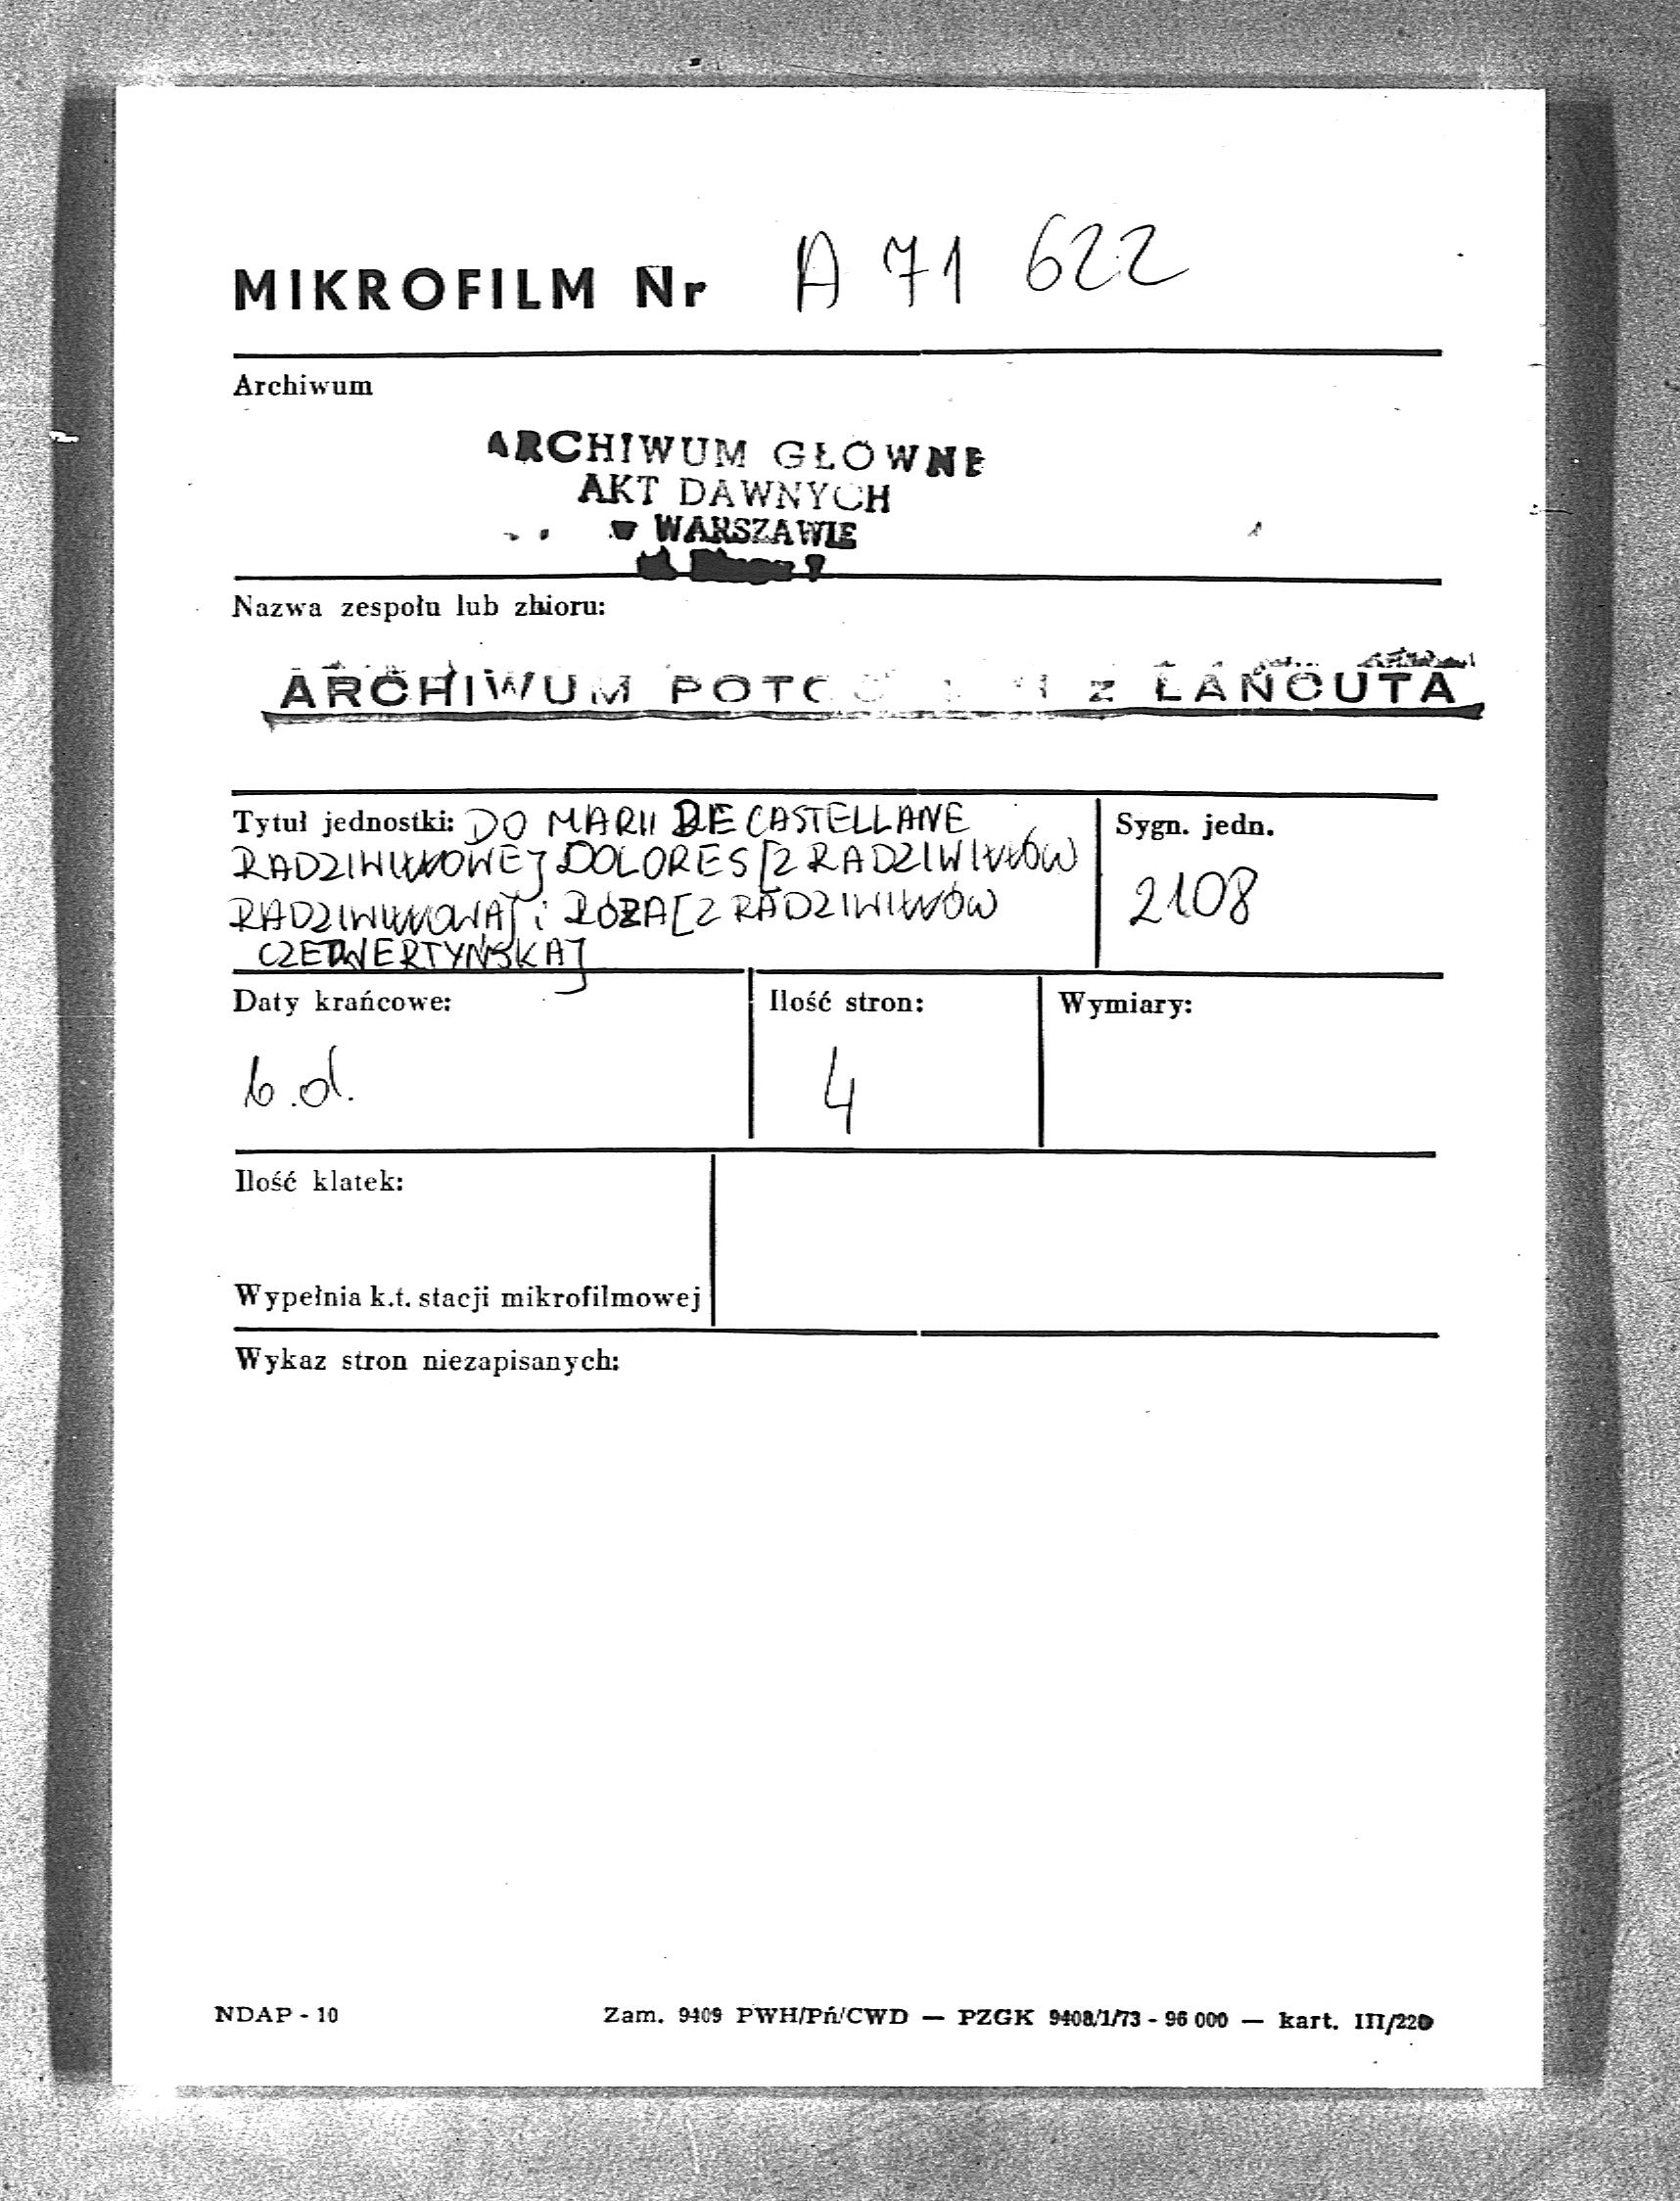 MIKROFILM Nr A 71 622
Archiwum
ARCHIWUM GŁÓWNE
AKT DAWNYCH
w WARSZAWIE
Nazwa zespołu lub zbioru:
ARCHIWUM z ŁAŃCUTA
Tytuł jednostki: DO MARII DE CASTELLANE
RADZIWIŁŁOWEJ DOLORES [Z RADZIWIŁŁÓW
RADZIWIŁŁOWA] i RÓŻA [Z RADZIWIŁŁÓW
CZETWERTYŃSKA]
Sygn. jedn.
2108
Daty krańcowe:
b.d.
Ilość stron:
4
Wymiary:
Ilość klatek:
Wypełnia k.t. stacji mikrofilmowej
Wykaz stron niezapisanych:
NDAP - 10
Zam. 9409 PWH/Pń/CWD — PZGK 9408/1/73 - 96 000 — kart. III/220